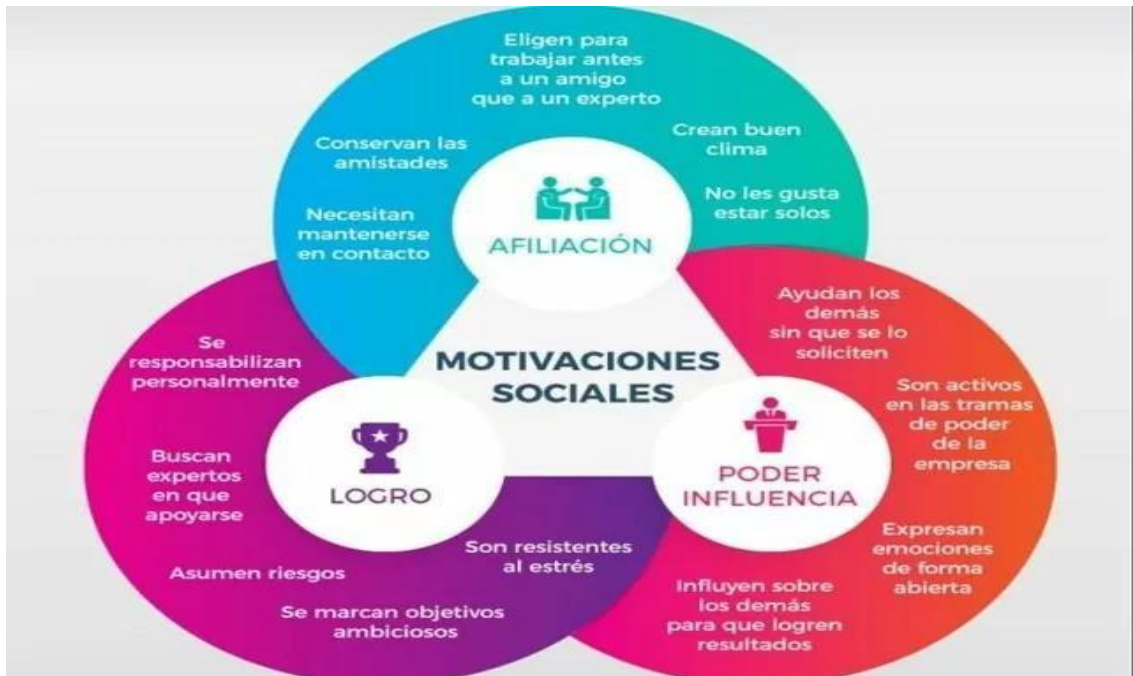 Eligen para
trabajar antes
a un amigo
que a un experto
Conservan las
amistades
Crean buen
clima
Necesitan
mantenerse
en contacto
No les gusta
estar solos
AFILIACIÓN
MOTIVACIONES
SOCIALES
Se
responsabilizan
personalmente
Buscan
expertos
en que
apoyarse
LOGRO
Asumen riesgos
Son resistentes
al estrés
Se marcan objetivos
ambiciosos
Ayudan los
demás
sin que se lo
soliciten
Son activos
en las tramas
de poder
de la
empresa
PODER
INFLUENCIA
Expresan
emociones
de forma
abierta
Influyen sobre
los demás
para que logren
resultados